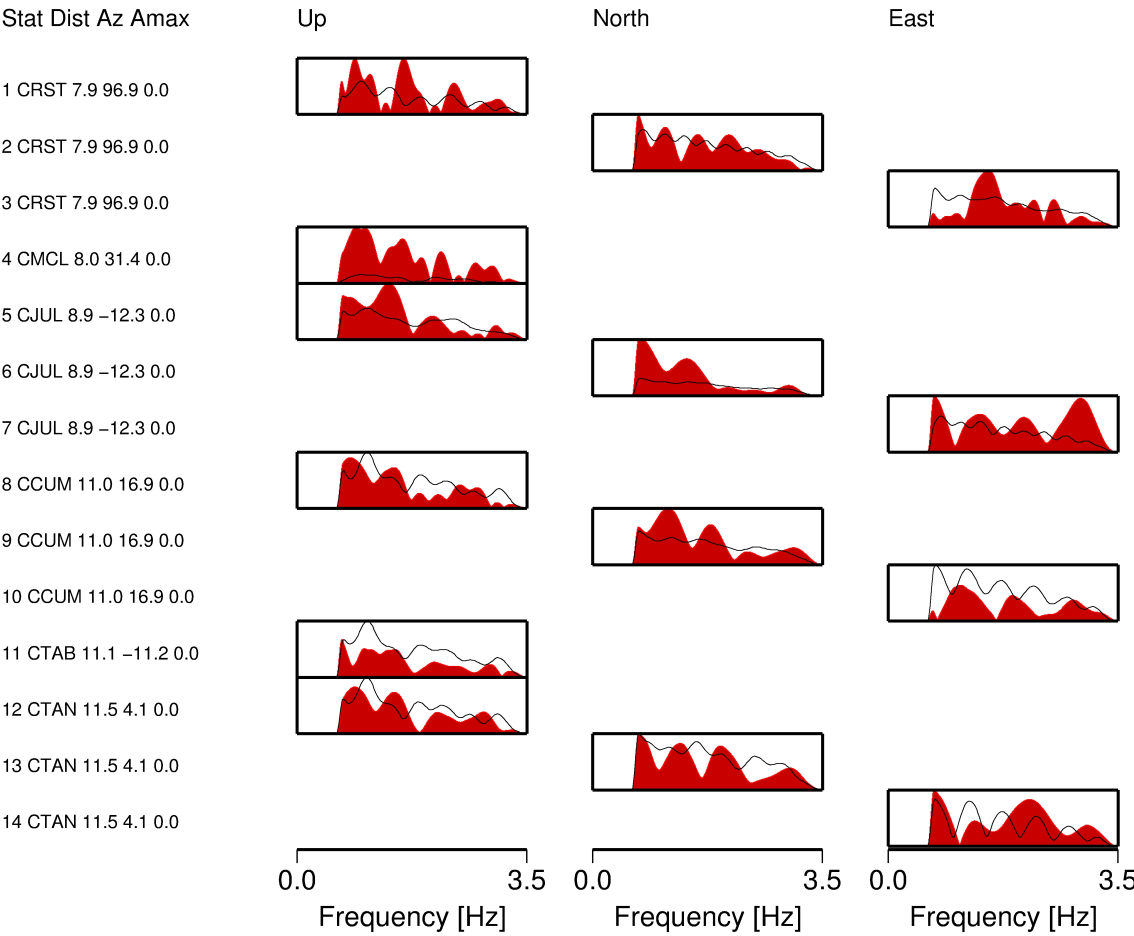 Stat Dist Az Amax Up North East
1 CRST 7.9 96.9 0.0
2 CRST 7.9 96.9 0.0
3 CRST 7.9 96.9 0.0
4 CMCL 8.0 31.4 0.0
5 CJUL 8.9 −12.3 0.0
6 CJUL 8.9 −12.3 0.0
7 CJUL 8.9 −12.3 0.0
8 CCUM 11.0 16.9 0.0
9 CCUM 11.0 16.9 0.0
10 CCUM 11.0 16.9 0.0
11 CTAB 11.1 −11.2 0.0
12 CTAN 11.5 4.1 0.0
13 CTAN 11.5 4.1 0.0
14 CTAN 11.5 4.1 0.0
0.0 3.5 0.0 3.5 0.0 3.5
Frequency [Hz] Frequency [Hz] Frequency [Hz]